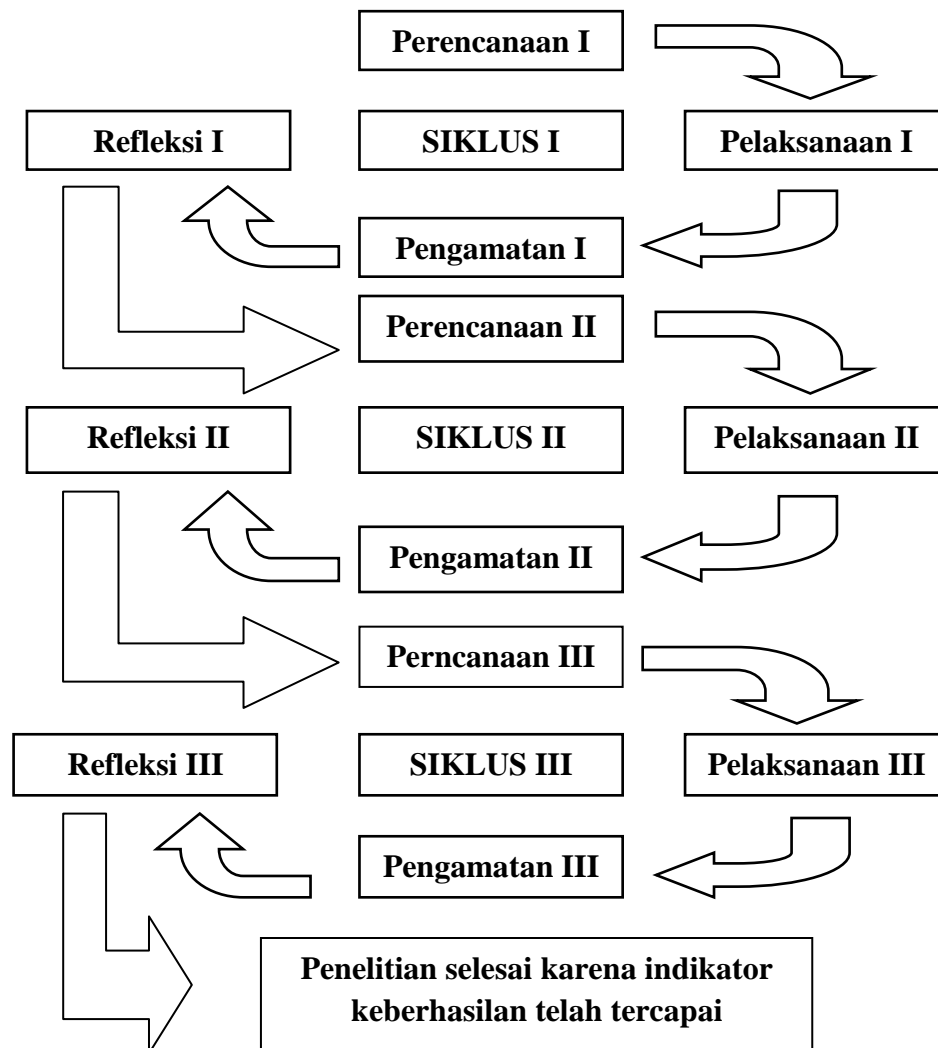 Perencanaan I
Refleksi I
SIKLUS I
Pelaksanaan I
Pengamatan I
Perencanaan II
Refleksi II
SIKLUS II
Pelaksanaan II
Pengamatan II
Perncanaan III
Refleksi III
SIKLUS III
Pelaksanaan III
Pengamatan III
Penelitian selesai karena indikator
keberhasilan telah tercapai